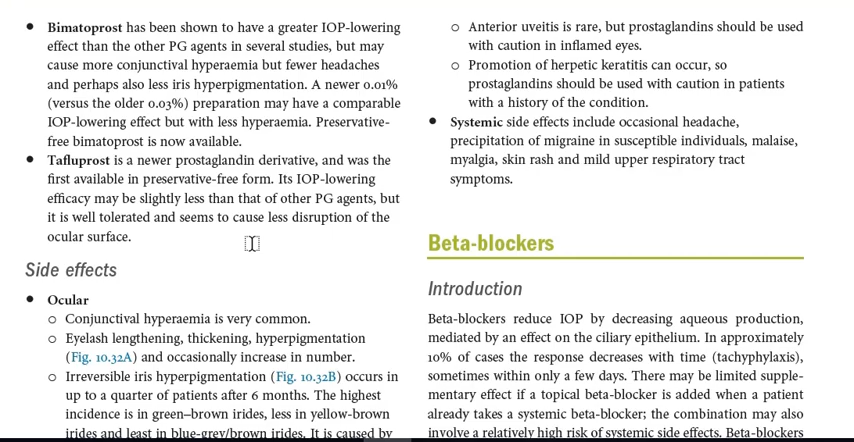 • Bimatoprost has been shown to have a greater IOP-lowering
effect than the other PG agents in several studies, but may
cause more conjunctival hyperaemia but fewer headaches
and perhaps also less iris hyperpigmentation. A newer 0.01%
(versus the older 0.03%) preparation may have a comparable
IOP-lowering effect but with less hyperaemia. Preservative-
free bimatoprost is now available.
• Tafluprost is a newer prostaglandin derivative, and was the
first available in preservative-free form. Its IOP-lowering
efficacy may be slightly less than that of other PG agents, but
it is well tolerated and seems to cause less disruption of the
ocular surface.
Side effects
• Ocular
○ Conjunctival hyperaemia is very common.
○ Eyelash lengthening, thickening, hyperpigmentation
(Fig. 10.32A) and occasionally increase in number.
○ Irreversible iris hyperpigmentation (Fig. 10.32B) occurs in
up to a quarter of patients after 6 months. The highest
incidence is in green–brown irides, less in yellow-brown
irides and least in blue-grey/brown irides. It is caused by
○ Anterior uveitis is rare, but prostaglandins should be used
with caution in inflamed eyes.
○ Promotion of herpetic keratitis can occur, so
prostaglandins should be used with caution in patients
with a history of the condition.
• Systemic side effects include occasional headache,
precipitation of migraine in susceptible individuals, malaise,
myalgia, skin rash and mild upper respiratory tract
symptoms.
Beta-blockers
Introduction
Beta-blockers reduce IOP by decreasing aqueous production,
mediated by an effect on the ciliary epithelium. In approximately
10% of cases the response decreases with time (tachyphylaxis),
sometimes within only a few days. There may be limited supple-
mentary effect if a topical beta-blocker is added when a patient
already takes a systemic beta-blocker; the combination may also
involve a relatively high risk of systemic side effects. Beta-blockers